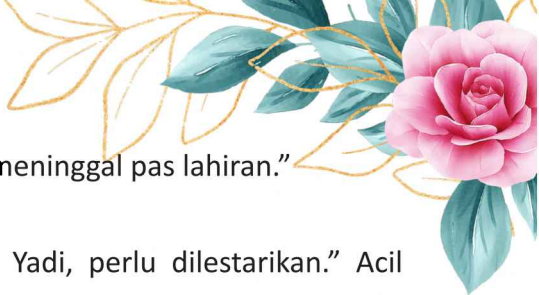 meninggal pas lahiran.”
Yadi, perlu dilestarikan.” Acil